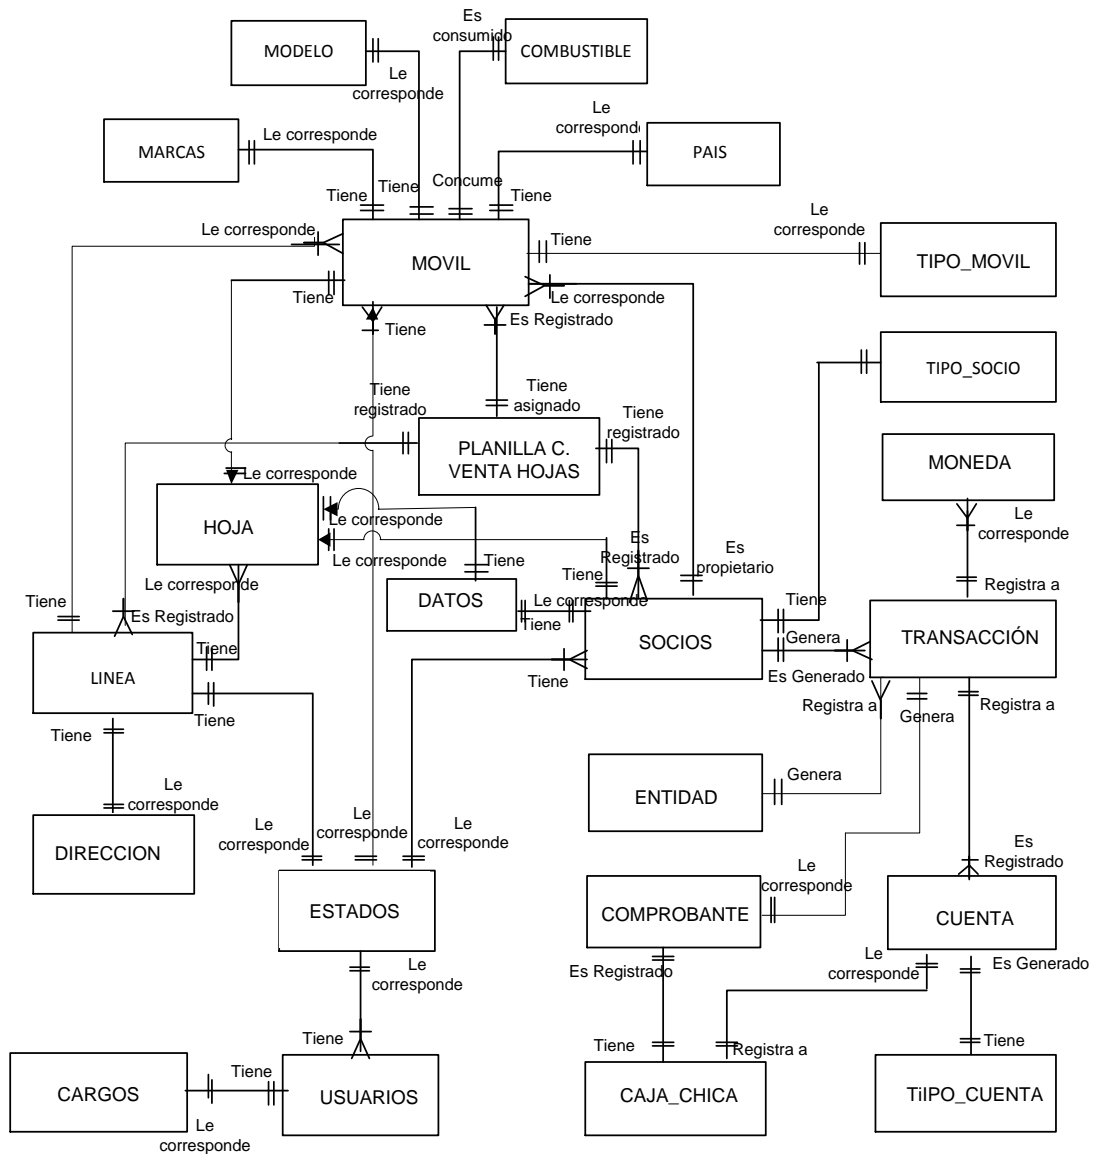 Es
consumido
MODELO
COMBUSTIBLE
Le
corresponde
Le
corresponde
MARCAS
Le corresponde
PAIS
Tiene
Tiene
Concume
Tiene
Le corresponde
Le
corresponde
Tiene
MOVIL
TIPO_MOVIL
Tiene
Le corresponde
Es Registrado
Tiene
TIPO_SOCIO
Tiene
registrado
Tiene
asignado
Tiene
registrado
PLANILLA C.
VENTA HOJAS
MONEDA
Le corresponde
HOJA
Le corresponde
Le
corresponde
Es
Registrado
Es
propietario
Le corresponde
Tiene
Tiene
Le corresponde
Registra a
Tiene
DATOS
Le corresponde
Tiene
Es Registrado
Tiene
Genera
TRANSACCIÓN
SOCIOS
Tiene
LINEA
Tiene
Es Generado
Tiene
Registra a
Genera
Registra a
Tiene
Le
corresponde
ENTIDAD
Genera
Le
corresponde
Le
corresponde
Le
corresponde
DIRECCION
Es
Registrado
Le
corresponde
ESTADOS
COMPROBANTE
CUENTA
Le
corresponde
Es Registrado
Le
corresponde
Es Generado
Tiene
Tiene
Registra a
Tiene
CARGOS
Tiene
USUARIOS
CAJA_CHICA
TiIPO_CUENTA
Le
corresponde